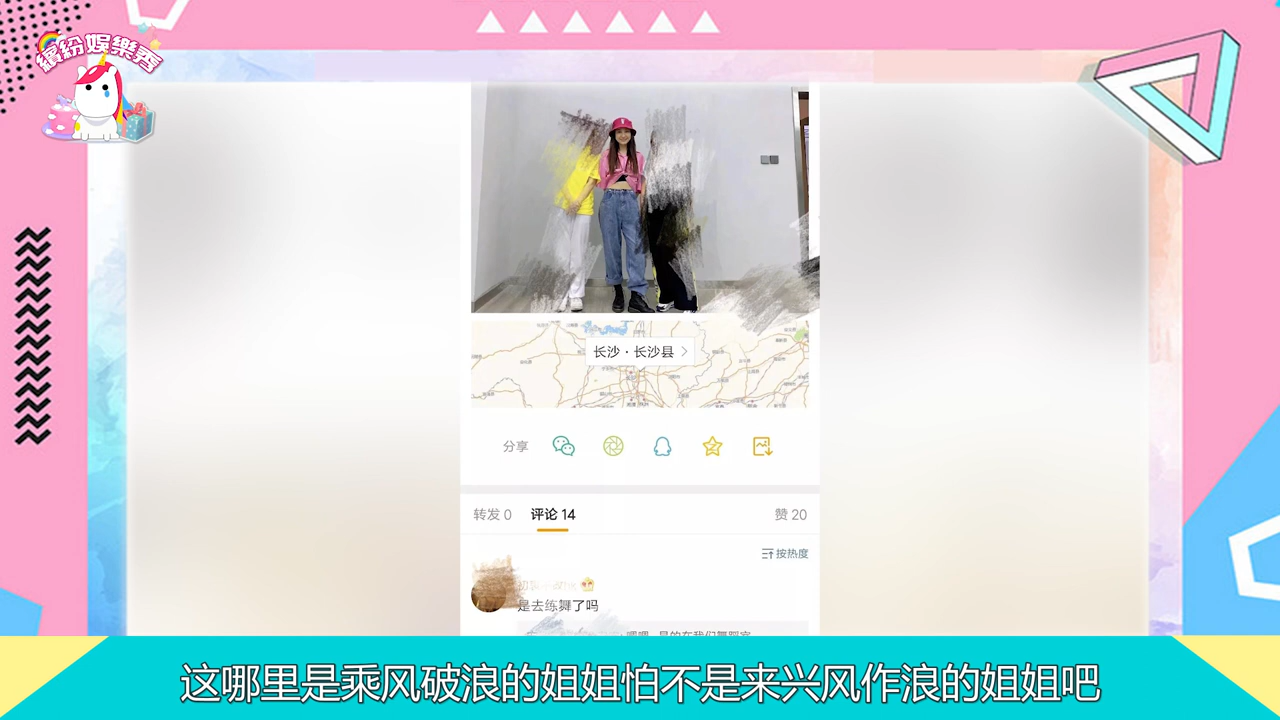 繽紛娛樂秀
长沙·长沙县
分享
转发 0
评论 14
赞 20
按热度
是去练舞了吗
这哪里是乘风破浪的姐姐怕不是来兴风作浪的姐姐吧